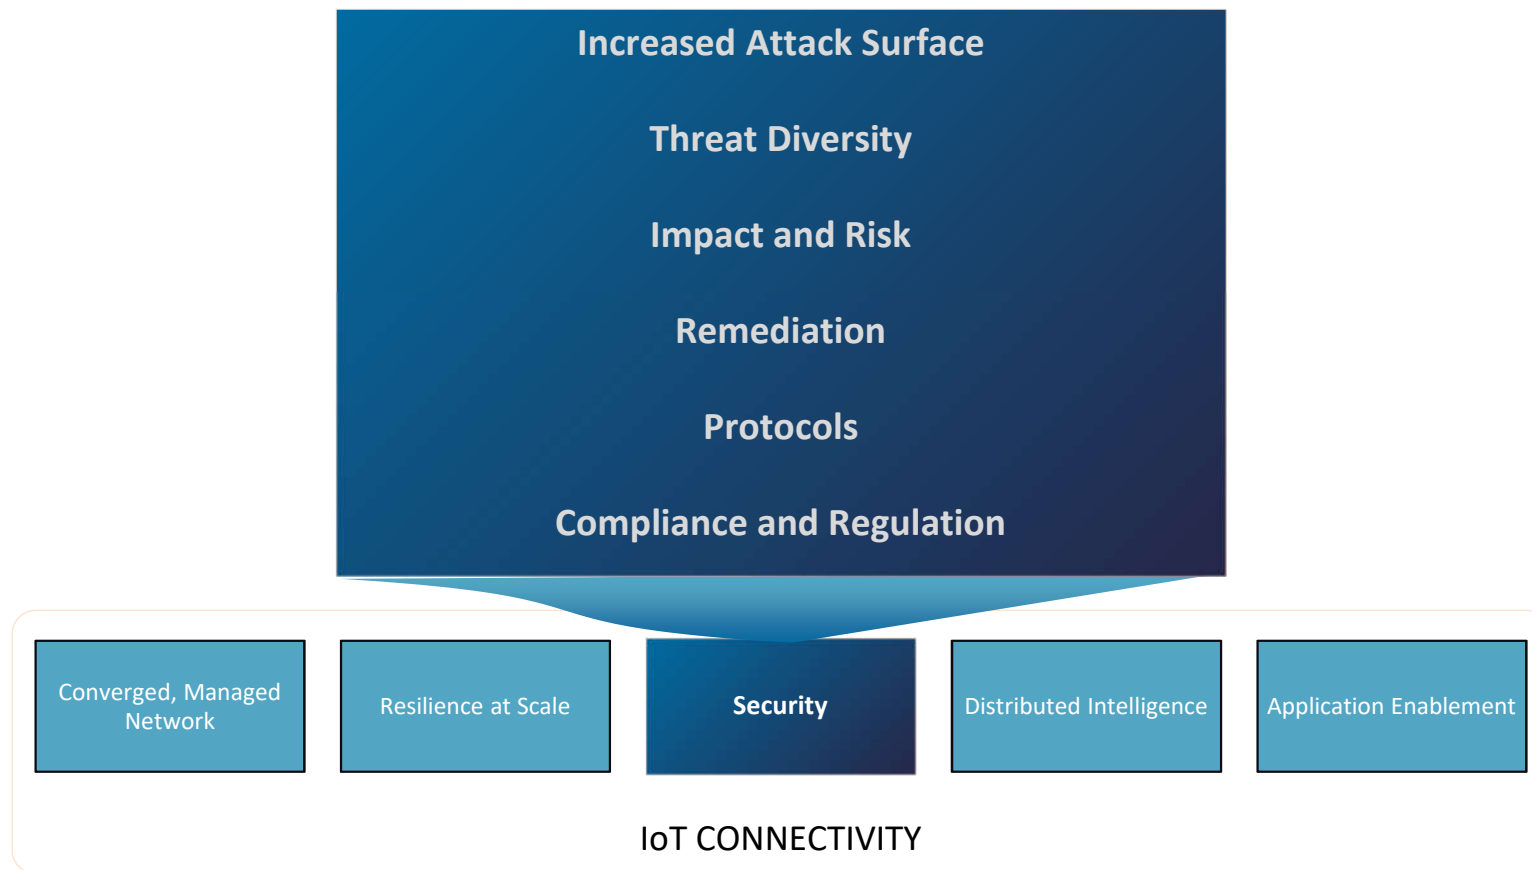 Increased Attack Surface
Threat Diversity
Impact and Risk
Remediation
Protocols
Compliance and Regulation
Converged, Managed
Network
Resilience at Scale
Security
Distributed Intelligence
Application Enablement
IoT CONNECTIVITY